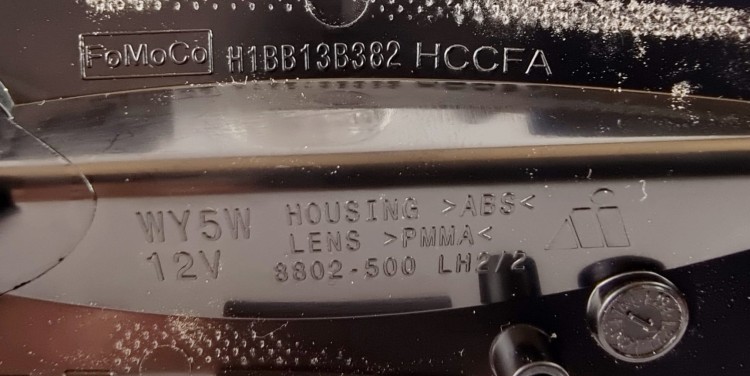 FoMoCo H1BB13B382 HCCFA
WY5W
12V
HOUSING >ABS<
LENS >PMMA<
8802-500 LH2/2